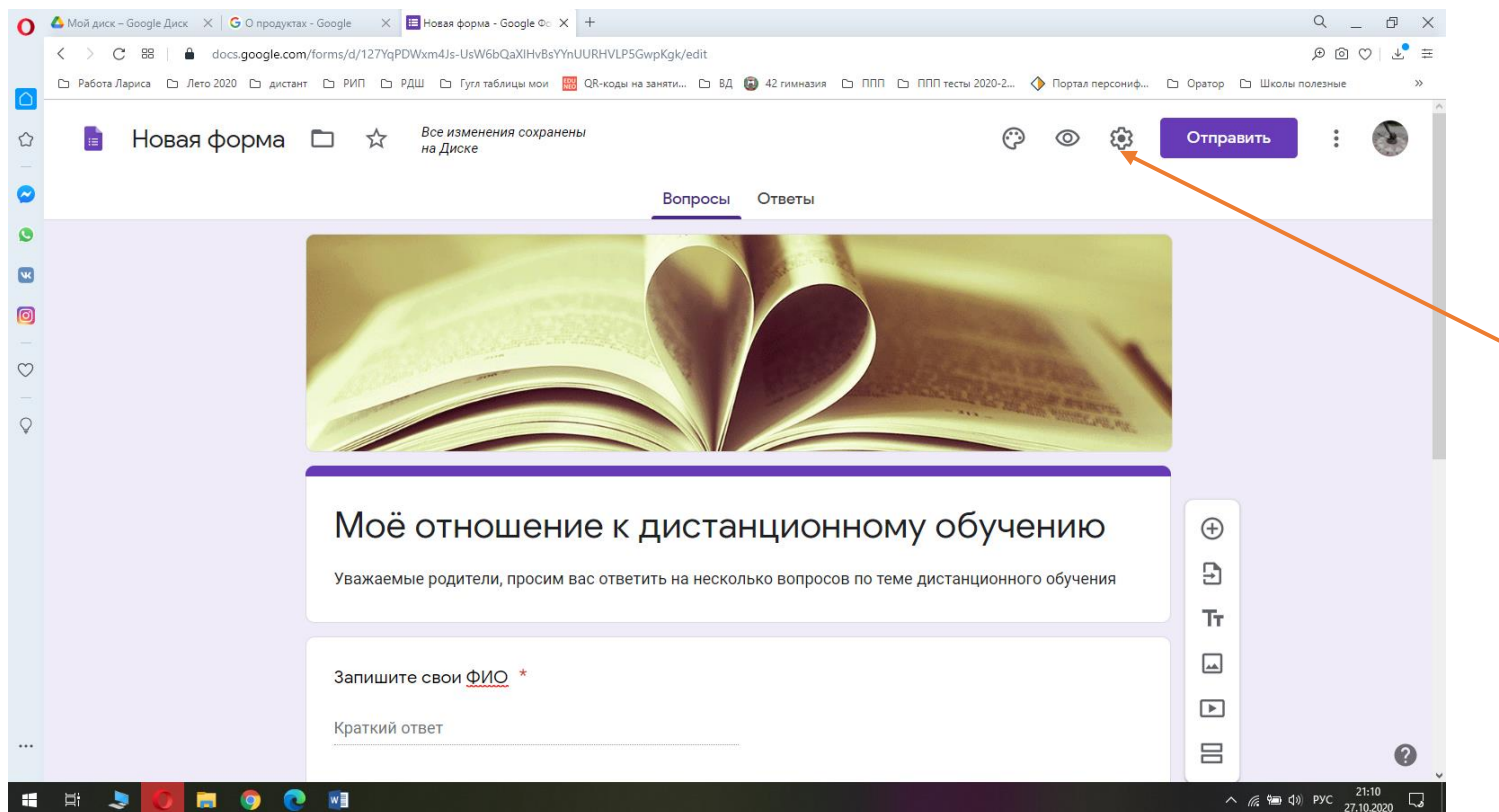 Мой диск – Google Диск
О продуктах - Google
Новая форма - Google Фо
docs.google.com/forms/d/127YqPDWxm4Js-UsW6bQaXlHvBsYYnUURHVLP5GwpKgk/edit
Работа Лариса
Лето 2020
дистант
РИП
РДШ
Гугл таблицы мои
EDU NEO
QR-коды на заняти...
ВД
42 гимназия
ППП
ППП тесты 2020-2...
Портал персониф...
Оратор
Школы полезные
»
Новая форма
Все изменения сохранены
на Диске
Отправить
Вопросы
Ответы
Моё отношение к дистанционному обучению
Уважаемые родители, просим вас ответить на несколько вопросов по теме дистанционного обучения
Запишите свои ФИО *
Краткий ответ
Тт
РУС
21:10
27.10.2020